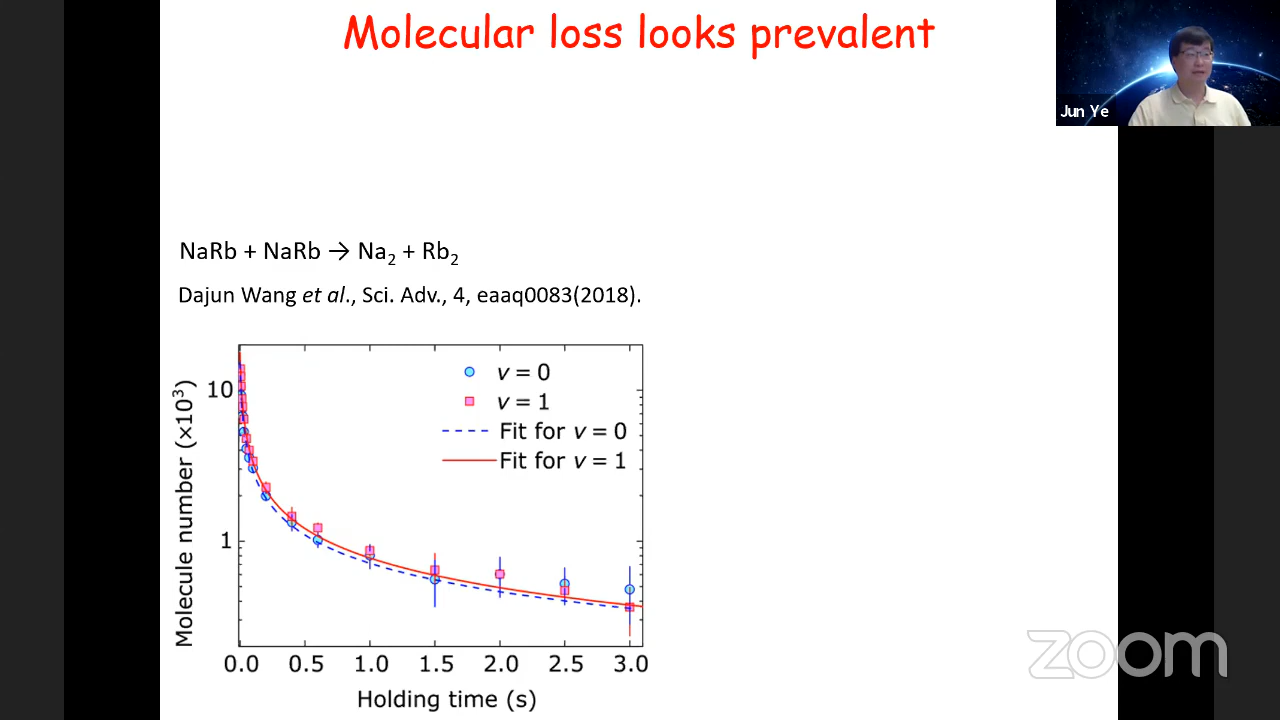 Molecular loss looks prevalent
Jun Ye
NaRb + NaRb → Na₂ + Rb₂
Dajun Wang et al., Sci. Adv., 4, eaaq0083(2018).
v = 0
v = 1
Fit for v = 0
Fit for v = 1
10
1
Molecule number (×10³)
0.0 0.5 1.0 1.5 2.0 2.5 3.0
Holding time (s)
zoom